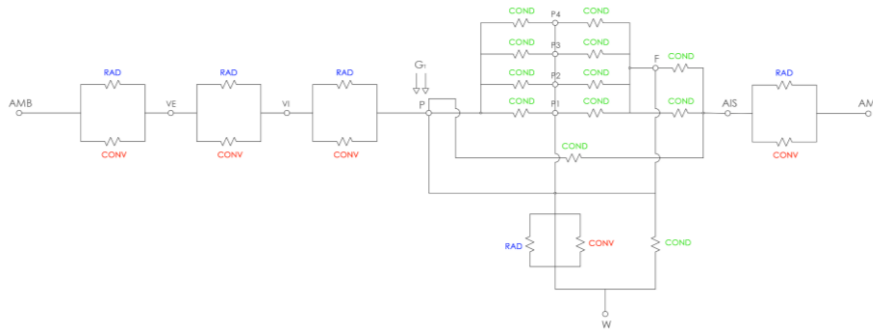 COND P4 COND
COND P3 COND
F COND
RAD RAD RAD G COND P2 COND RAD
AMB VE VI P COND P1 COND COND AIS AM
CONV CONV CONV COND CONV
RAD CONV COND
W